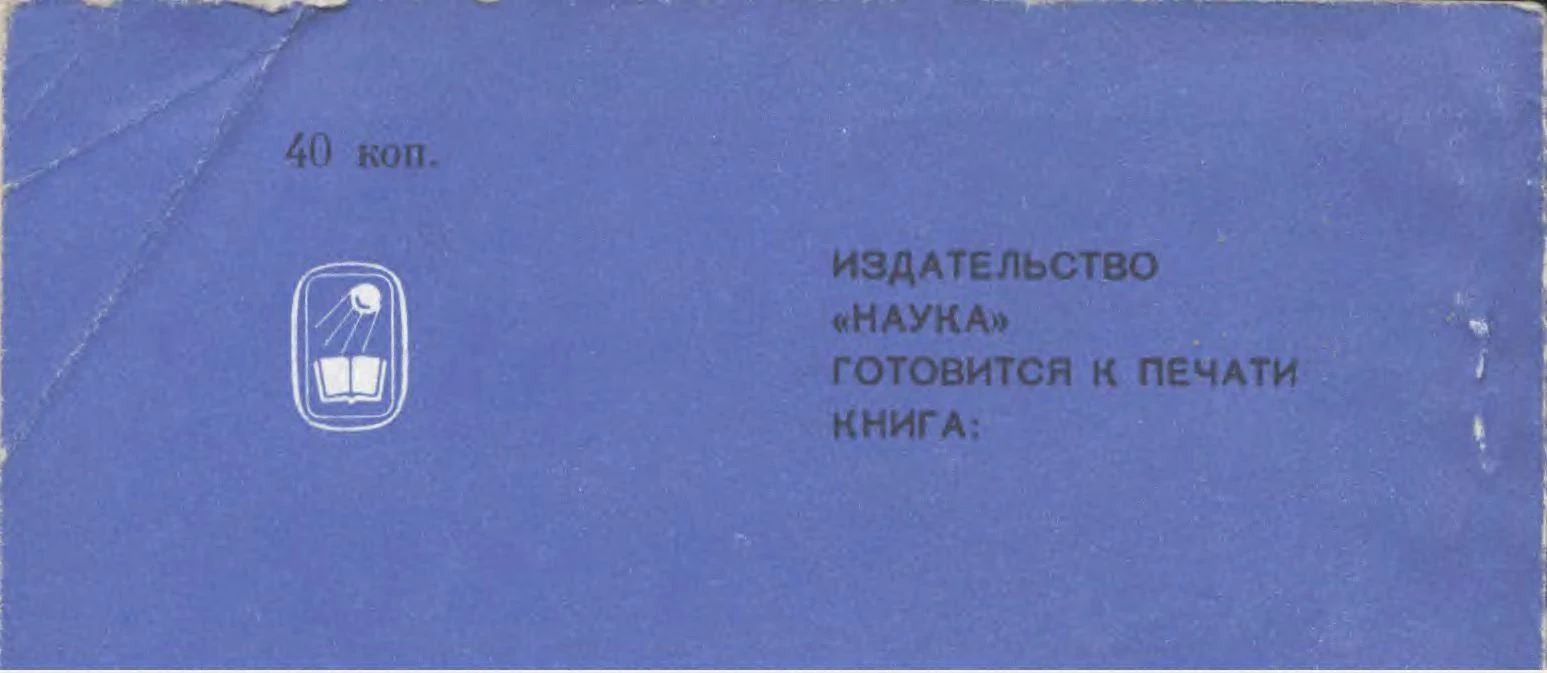 40 коп.
ИЗДАТЕЛЬСТВО
«НАУКА»
ГОТОВИТСЯ К ПЕЧАТИ
КНИГА: